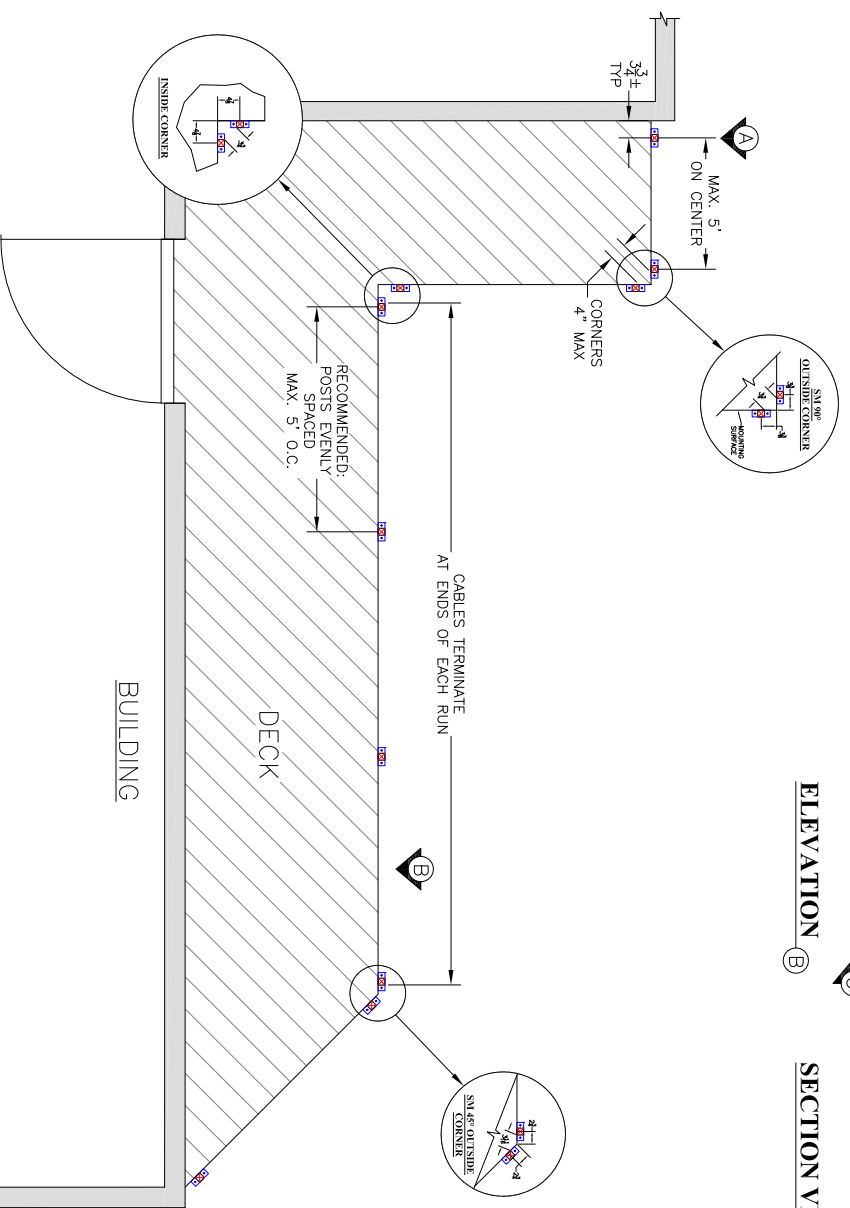 3 3/4 ±
TYP
A
MAX. 5'
ON CENTER
INSIDE CORNER
CORNERS
4" MAX
SM 90°
OUTSIDE CORNER
MOUNTING
SURFACE
RECOMMENDED:
POSTS EVENLY
SPACED
MAX. 5' O.C.
CABLES TERMINATE
AT ENDS OF EACH RUN
DECK
BUILDING
B
SM 45° OUTSIDE
CORNER
ELEVATION
B
SECTION V